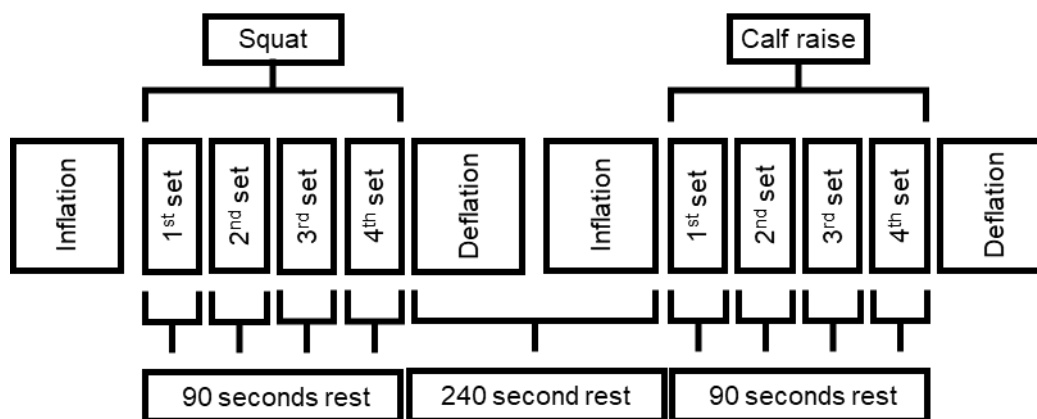 Squat
Calf raise
Inflation
1st set
2nd set
3rd set
4th set
Deflation
Inflation
1st set
2nd set
3rd set
4th set
Deflation
90 seconds rest
240 second rest
90 seconds rest